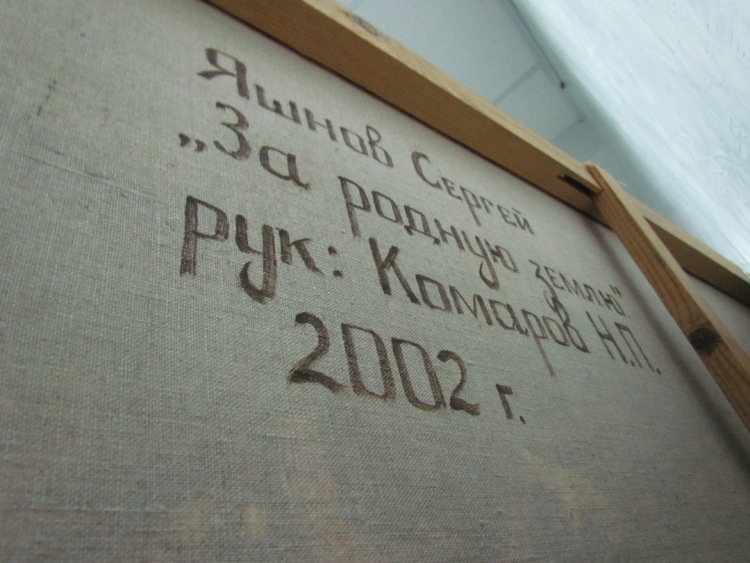 Яшнов Сергей
„За родную землю"
рук: Комаров Н.П.
2002 г.